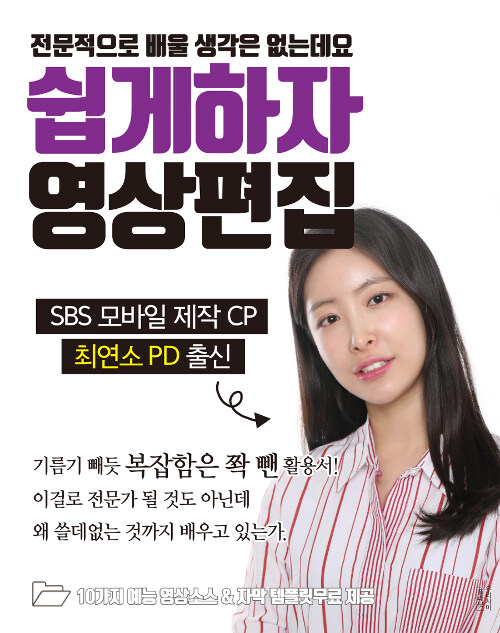 전문적으로 배울 생각은 없는데요
쉽게하자
영상편집
SBS 모바일 제작 CP
최연소 PD 출신
기름기 빼듯 복잡함은 쫙 뺀 활용서!
이걸로 전문가 될 것도 아닌데
왜 쓸데없는 것까지 배우고 있는가.
10가지 예능 영상소스 & 자막 템플릿무료 제공